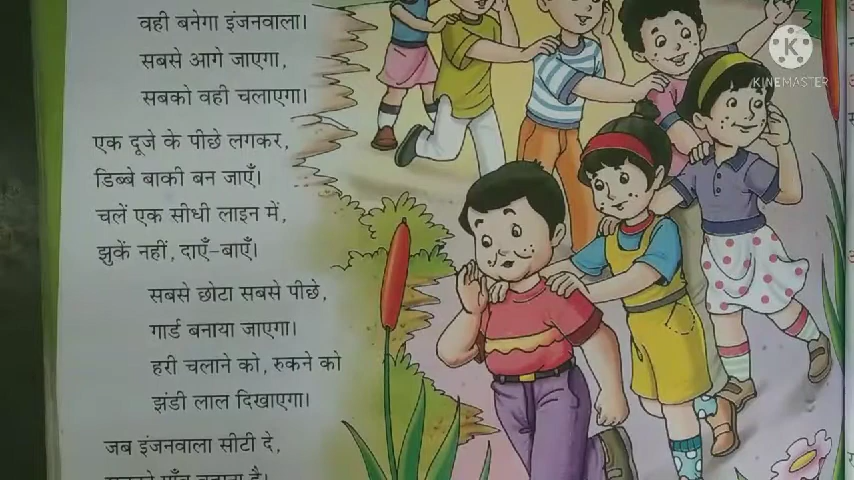 वही बनेगा इंजनवाला।
सबसे आगे जाएगा,
सबको वही चलाएगा।
एक दूजे के पीछे लगकर,
डिब्बे बाकी बन जाएँ।
चलें एक सीधी लाइन में,
झुकें नहीं, दाएँ-बाएँ।
सबसे छोटा सबसे पीछे,
गार्ड बनाया जाएगा।
हरी चलाने को, रुकने को
झंडी लाल दिखाएगा।
जब इंजनवाला सीटी दे,
K
KINEMASTER